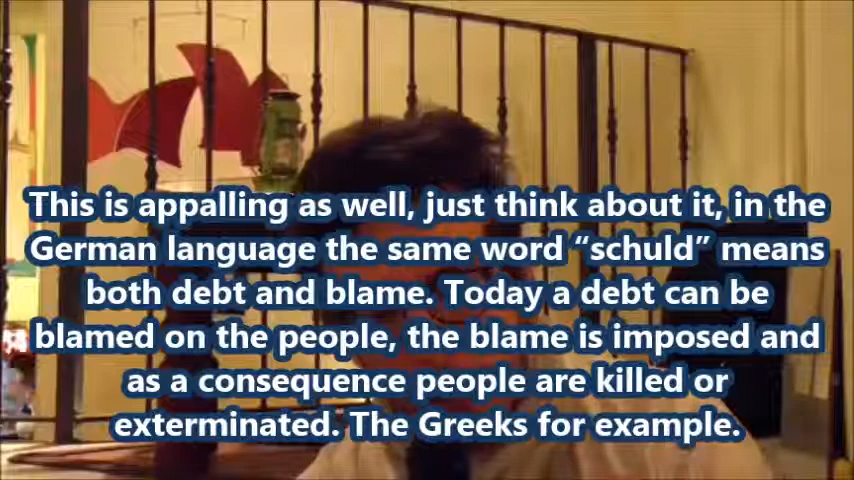 This is appalling as well, just think about it, in the
German language the same word “schuld” means
both debt and blame. Today a debt can be
blamed on the people, the blame is imposed and
as a consequence people are killed or
exterminated. The Greeks for example.